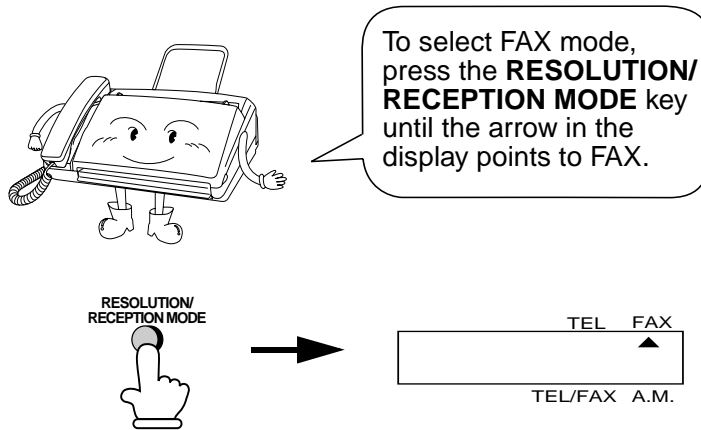 To select FAX mode,
press the RESOLUTION/
RECEPTION MODE key
until the arrow in the
display points to FAX.
RESOLUTION/
RECEPTION MODE
TEL FAX
TEL/FAX A.M.